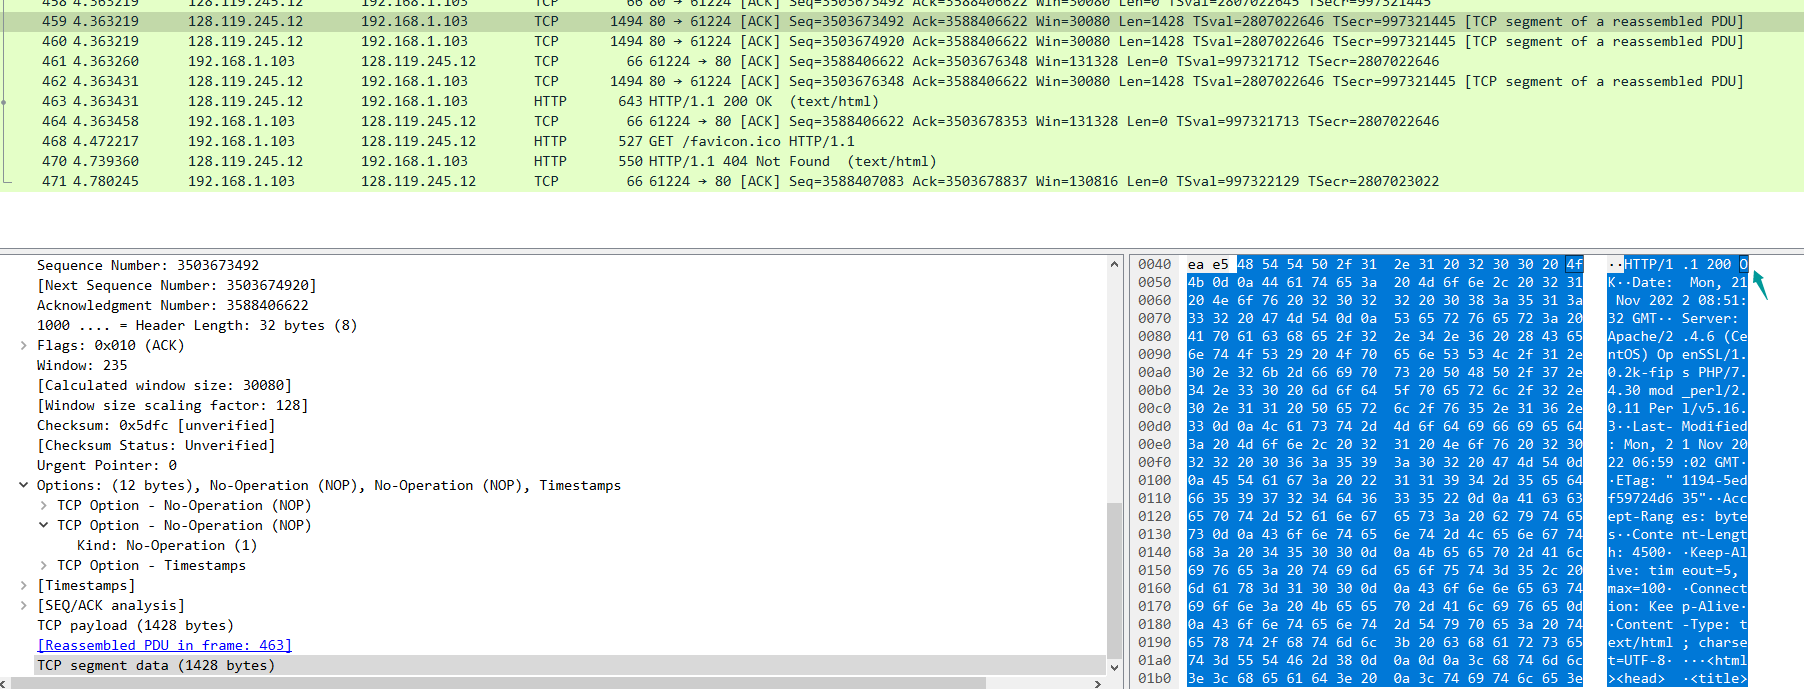 458 4.363219 128.119.245.12 192.168.1.103 TCP 66 80 → 61224 [ACK] Seq=3503673492 Ack=3588406622 Win=30080 Len=0 TSval=2807022645 TSecr=997321445
459 4.363219 128.119.245.12 192.168.1.103 TCP 1494 80 → 61224 [ACK] Seq=3503673492 Ack=3588406622 Win=30080 Len=1428 TSval=2807022646 TSecr=997321445 [TCP segment of a reassembled PDU]
460 4.363219 128.119.245.12 192.168.1.103 TCP 1494 80 → 61224 [ACK] Seq=3503674920 Ack=3588406622 Win=30080 Len=1428 TSval=2807022646 TSecr=997321445 [TCP segment of a reassembled PDU]
461 4.363260 192.168.1.103 128.119.245.12 TCP 66 61224 → 80 [ACK] Seq=3588406622 Ack=3503676348 Win=131328 Len=0 TSval=997321712 TSecr=2807022646
462 4.363431 128.119.245.12 192.168.1.103 TCP 1494 80 → 61224 [ACK] Seq=3503676348 Ack=3588406622 Win=30080 Len=1428 TSval=2807022646 TSecr=997321445 [TCP segment of a reassembled PDU]
463 4.363431 128.119.245.12 192.168.1.103 HTTP 643 HTTP/1.1 200 OK (text/html)
464 4.363458 192.168.1.103 128.119.245.12 TCP 66 61224 → 80 [ACK] Seq=3588406622 Ack=3503678353 Win=131328 Len=0 TSval=997321713 TSecr=2807022646
468 4.472217 192.168.1.103 128.119.245.12 HTTP 527 GET /favicon.ico HTTP/1.1
470 4.739360 128.119.245.12 192.168.1.103 HTTP 550 HTTP/1.1 404 Not Found (text/html)
471 4.780245 192.168.1.103 128.119.245.12 TCP 66 61224 → 80 [ACK] Seq=3588407083 Ack=3503678837 Win=130816 Len=0 TSval=997322129 TSecr=2807023022
Sequence Number: 3503673492
[Next Sequence Number: 3503674920]
Acknowledgment Number: 3588406622
1000 .... = Header Length: 32 bytes (8)
Flags: 0x010 (ACK)
Window: 235
[Calculated window size: 30080]
[Window size scaling factor: 128]
Checksum: 0x5dfc [unverified]
[Checksum Status: Unverified]
Urgent Pointer: 0
Options: (12 bytes), No-Operation (NOP), No-Operation (NOP), Timestamps
TCP Option - No-Operation (NOP)
TCP Option - No-Operation (NOP)
Kind: No-Operation (1)
TCP Option - Timestamps
[Timestamps]
[SEQ/ACK analysis]
TCP payload (1428 bytes)
[Reassembled PDU in frame: 463]
TCP segment data (1428 bytes)
0040 ea e5 48 54 54 50 2f 31 2e 31 20 32 30 30 20 4f ··HTTP/1 .1 200 O
0050 4b 0d 0a 44 61 74 65 3a 20 4d 6f 6e 2c 20 32 31 K··Date: Mon, 21
0060 20 4e 6f 76 20 32 30 32 32 20 30 38 3a 35 31 3a Nov 202 2 08:51:
0070 33 32 20 47 4d 54 0d 0a 53 65 72 76 65 72 3a 20 32 GMT·· Server:
0080 41 70 61 63 68 65 2f 32 2e 34 2e 36 20 28 43 65 Apache/2 .4.6 (Ce
0090 6e 74 4f 53 29 20 4f 70 65 6e 53 53 4c 2f 31 2e ntOS) Op enSSL/1.
00a0 30 2e 32 6b 2d 66 69 70 73 20 50 48 50 2f 37 2e 0.2k-fip s PHP/7.
00b0 34 2e 33 30 20 6d 6f 64 5f 70 65 72 6c 2f 32 2e 4.30 mod _perl/2.
00c0 30 2e 31 31 20 50 65 72 6c 2f 76 35 2e 31 36 2e 0.11 Per l/v5.16.
00d0 33 0d 0a 4c 61 73 74 2d 4d 6f 64 69 66 69 65 64 3··Last- Modified
00e0 3a 20 4d 6f 6e 2c 20 32 31 20 4e 6f 76 20 32 30 : Mon, 2 1 Nov 20
00f0 32 32 20 30 36 3a 35 39 3a 30 32 20 47 4d 54 0d 22 06:59 :02 GMT·
0100 0a 45 54 61 67 3a 20 22 31 31 39 34 2d 35 65 64 ·ETag: " 1194-5ed
0110 66 35 39 37 32 34 64 36 33 35 22 0d 0a 41 63 63 f59724d6 35"··Acc
0120 65 70 74 2d 52 61 6e 67 65 73 3a 20 62 79 74 65 ept-Rang es: byte
0130 73 0d 0a 43 6f 6e 74 65 6e 74 2d 4c 65 6e 67 74 s··Conte nt-Lengt
0140 68 3a 20 34 35 30 30 0d 0a 4b 65 65 70 2d 41 6c h: 4500· ·Keep-Al
0150 69 76 65 3a 20 74 69 6d 65 6f 75 74 3d 35 2c 20 ive: tim eout=5,
0160 6d 61 78 3d 31 30 30 0d 0a 43 6f 6e 6e 65 63 74 max=100· ·Connect
0170 69 6f 6e 3a 20 4b 65 65 70 2d 41 6c 69 76 65 0d ion: Kee p-Alive·
0180 0a 43 6f 6e 74 65 6e 74 2d 54 79 70 65 3a 20 74 ·Content -Type: t
0190 65 78 74 2f 68 74 6d 6c 3b 20 63 68 61 72 73 65 ext/html ; charse
01a0 74 3d 55 54 46 2d 38 0d 0a 0d 0a 3c 68 74 6d 6c t=UTF-8· ···<html
01b0 3e 3c 68 65 61 64 3e 20 0a 3c 74 69 74 6c 65 3e ><head> ·<title>